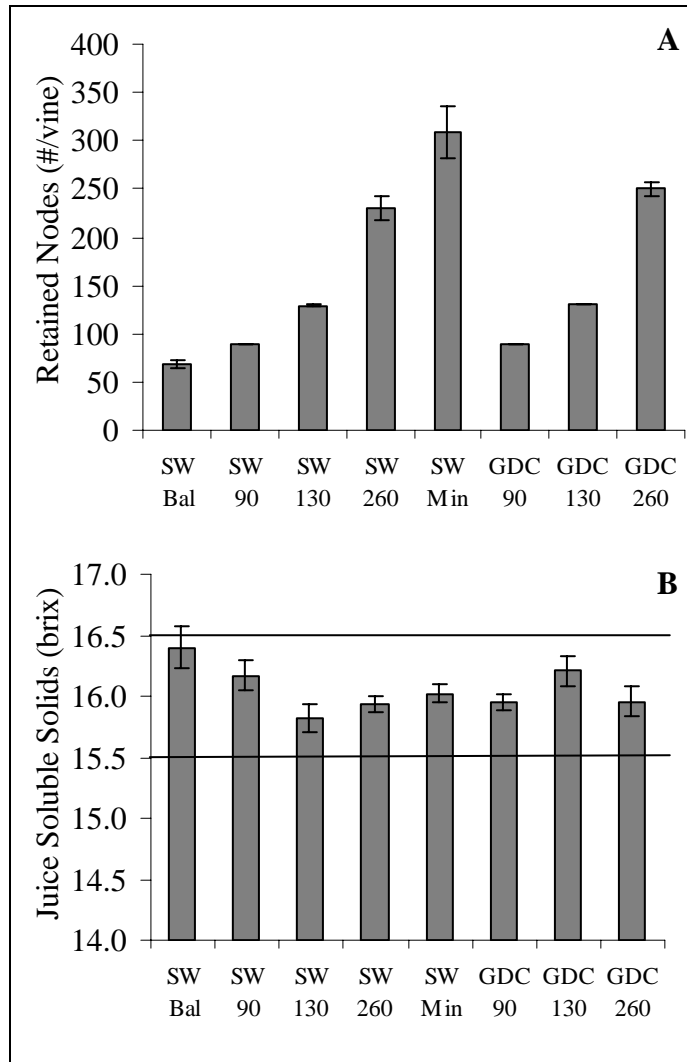 A
Retained Nodes (#/vine)
400
350
300
250
200
150
100
50
0
SW SW SW SW SW GDC GDC GDC
Bal 90 130 260 Min 90 130 260
B
Juice Soluble Solids (brix)
17.0
16.5
16.0
15.5
15.0
14.5
14.0
SW SW SW SW SW GDC GDC GDC
Bal 90 130 260 Min 90 130 260